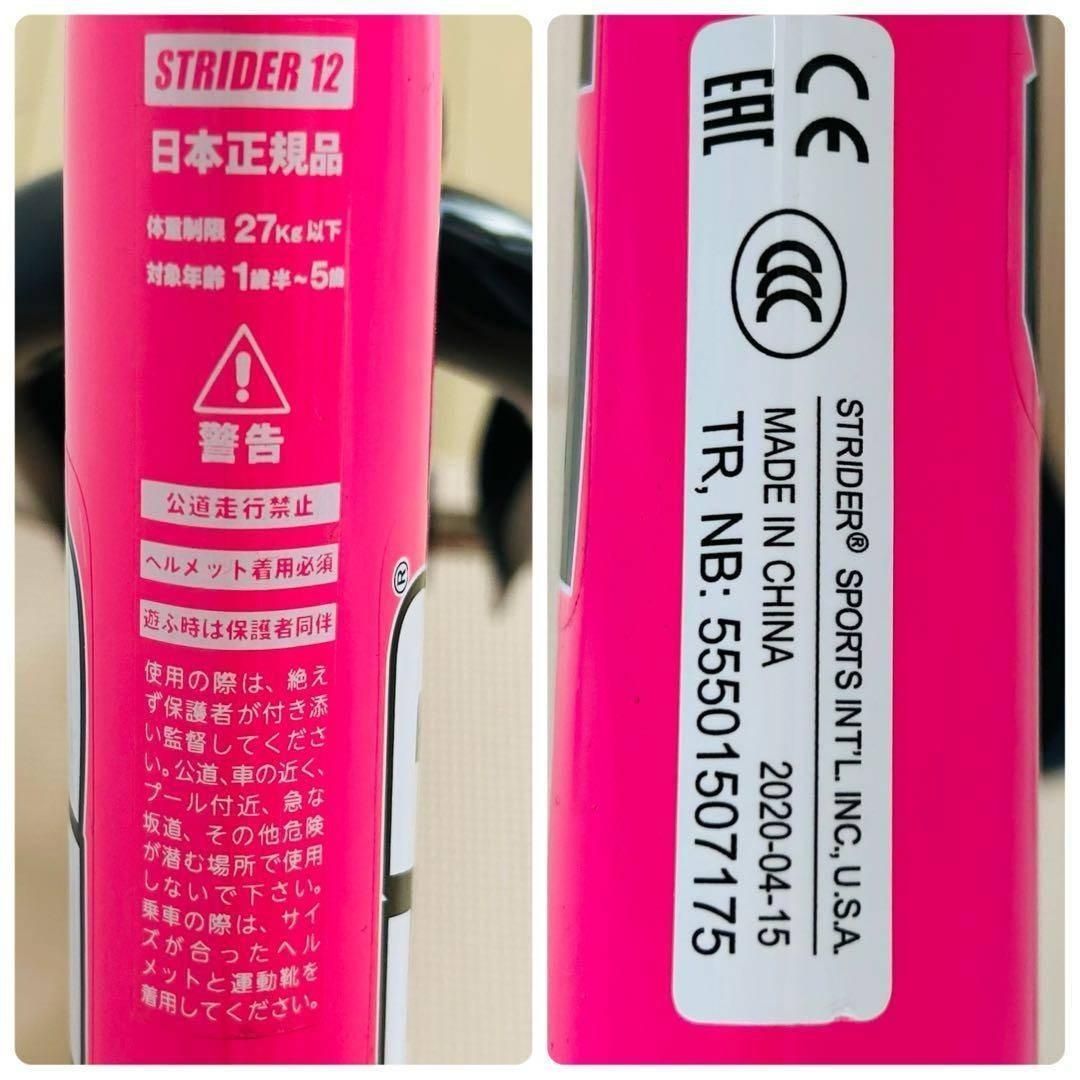 STRIDER 12
日本正規品
体重制限 27Kg以下
対象年齢 1歳半~5歳
警告
公道走行禁止
ヘルメット着用必須
遊ぶ時は保護者同伴
使用の際は、絶え
ず保護者が付き添
い監督してくださ
い。公道、車の近く、
プール付近、急な
坂道、その他危険
が潜む場所で使用
しないで下さい。
乗車の際は、サイ
ズが合ったヘル
メットと運動靴を
着用してください。
®
CE
EAC
CCC
STRIDER® SPORTS INT'L. INC., U.S.A.
MADE IN CHINA 2020-04-15
TR, NB: 5550150717​5